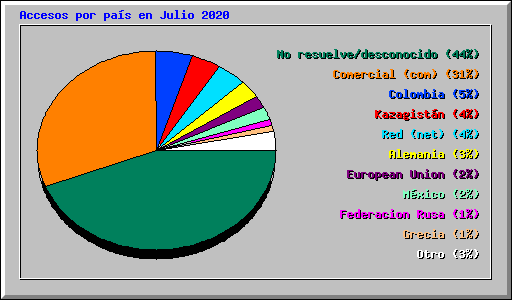 Accesos por país en Julio 2020
No resuelve/desconocido (44%)
Comercial (com) (31%)
Colombia (5%)
Kazagistán (4%)
Red (net) (4%)
Alemania (3%)
European Union (2%)
México (2%)
Federacion Rusa (1%)
Grecia (1%)
Otro (3%)